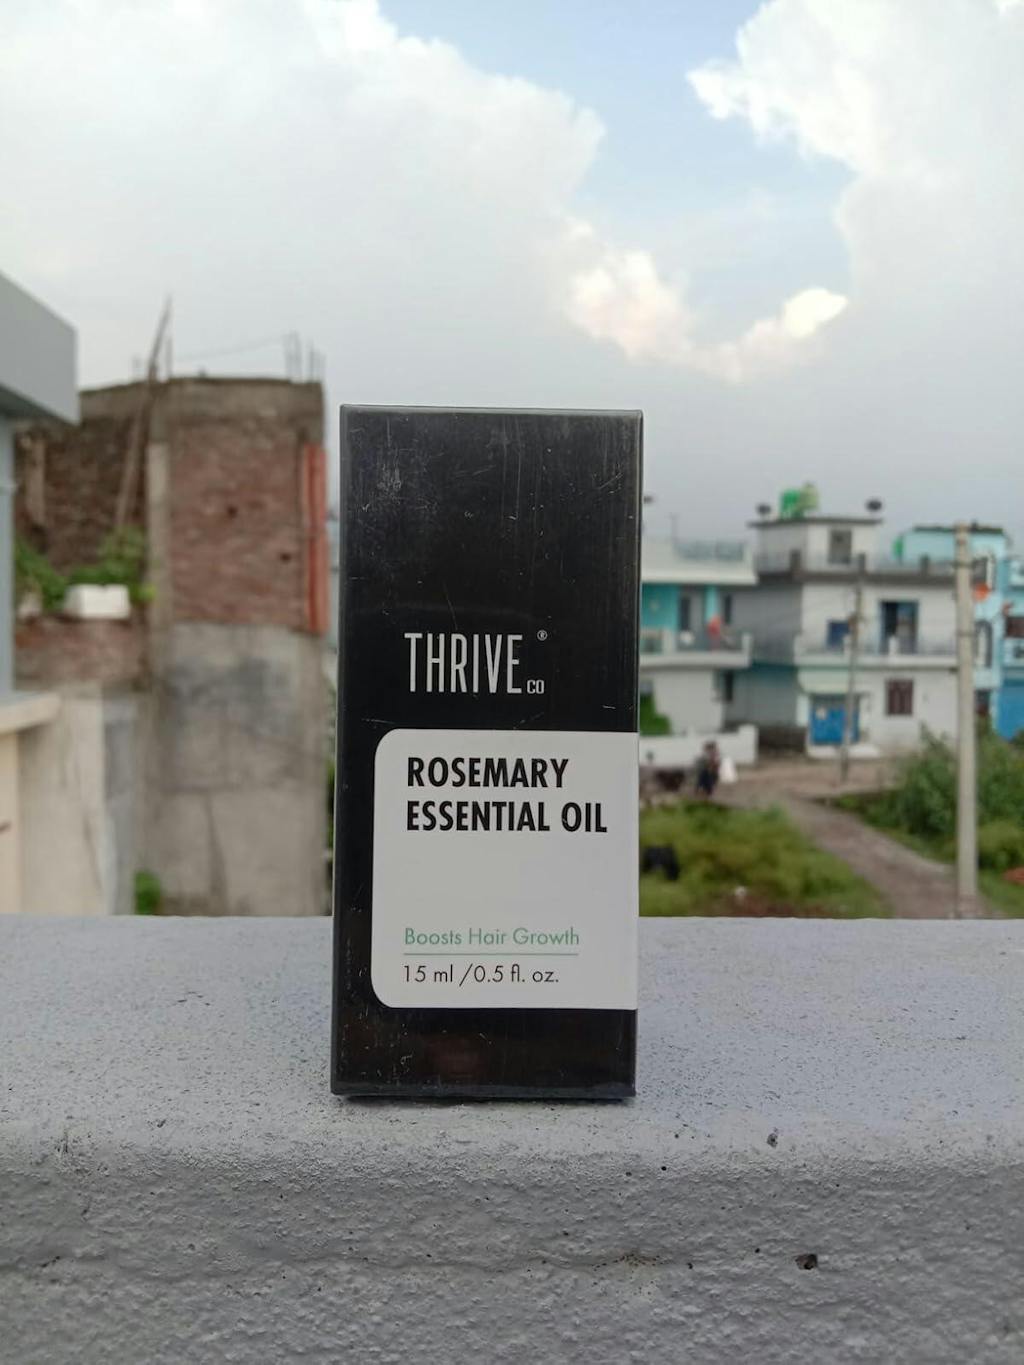 THRIVE®
CO
ROSEMARY
ESSENTIAL OIL
Boosts Hair Growth
15 ml /0.5 fl. oz.